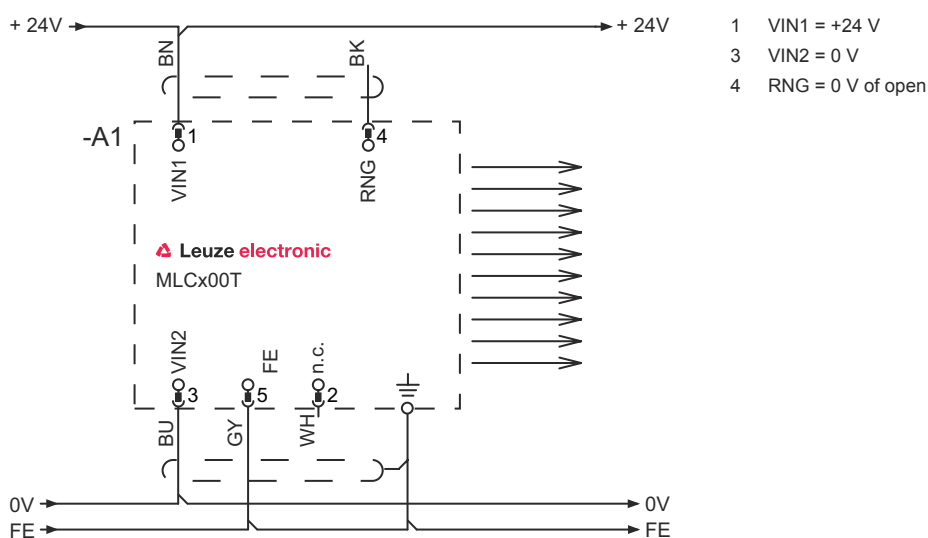 + 24V
+ 24V
1 VIN1 = +24 V
3 VIN2 = 0 V
4 RNG = 0 V of open
BN
BK
-A1
1
4
VIN1
RNG
Leuze electronic
MLCx00T
VIN2
FE
n.c.
3
5
2
BU
GY
WH
0V
0V
FE
FE